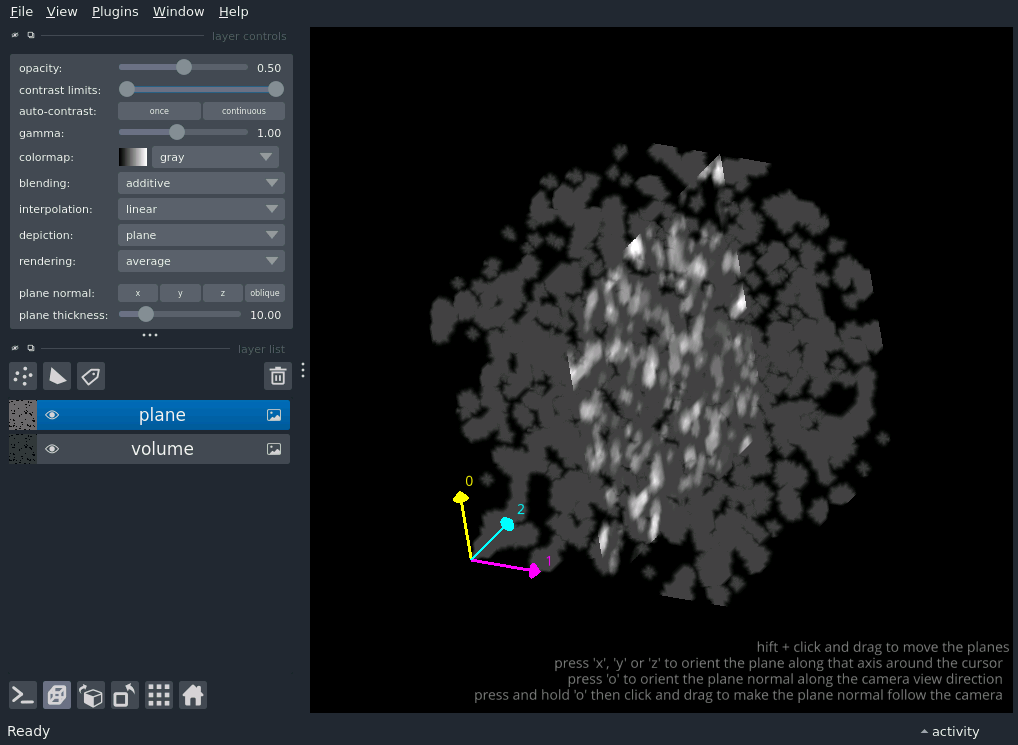 File View Plugins Window Help
layer controls
opacity: 0.50
contrast limits:
auto-contrast: once continuous
gamma: 1.00
colormap: gray
blending: additive
interpolation: linear
depiction: plane
rendering: average
plane normal: x y z oblique
plane thickness: 10.00
layer list
plane
volume
0
2
1
hift + click and drag to move the planes
press 'x', 'y' or 'z' to orient the plane along that axis around the cursor
press 'o' to orient the plane normal along the camera view direction
press and hold 'o' then click and drag to make the plane normal follow the camera
Ready activity